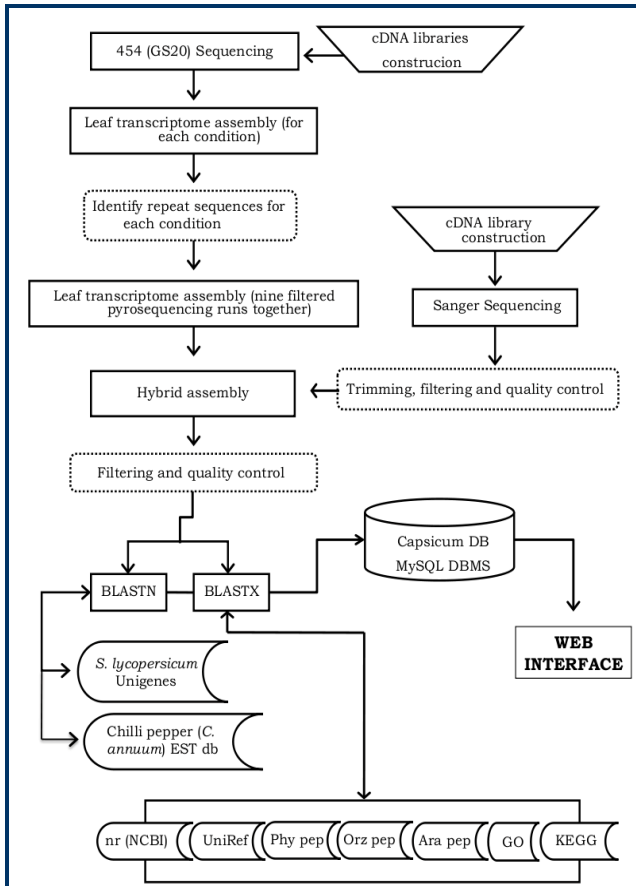 cDNA libraries
construcion
454 (GS20) Sequencing
Leaf transcriptome assembly (for
each condition)
Identify repeat sequences for
each condition
cDNA library
construction
Leaf transcriptome assembly (nine filtered
pyrosequencing runs together)
Sanger Sequencing
Hybrid assembly
Trimming, filtering and quality control
Filtering and quality control
Capsicum DB
MySQL DBMS
BLASTN
BLASTX
WEB
INTERFACE
S. lycopersicum
Unigenes
Chilli pepper (C.
annuum) EST db
nr (NCBI)
UniRef
Phy pep
Orz pep
Ara pep
GO
KEGG